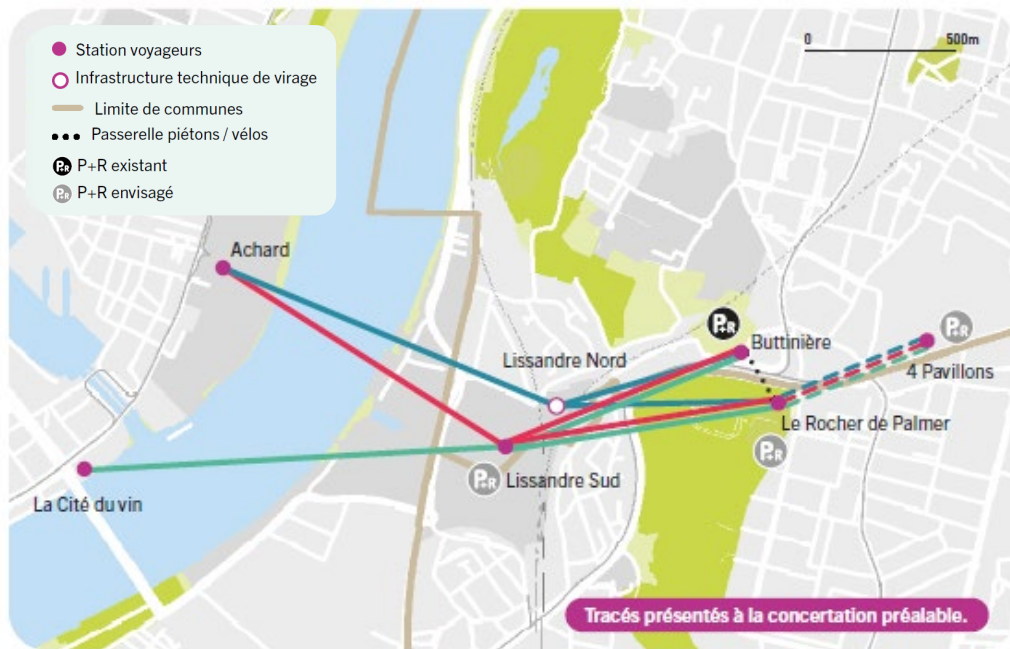 Station voyageurs
Infrastructure technique de virage
Limite de communes
Passerelle piétons / vélos
P+R P+R existant
P+R P+R envisagé
0 500m
Achard
P+R
P+R
Buttinière
Lissandre Nord
4 Pavillons
Le Rocher de Palmer
P+R
P+R Lissandre Sud
La Cité du vin
Tracés présentés à la concertation préalable.